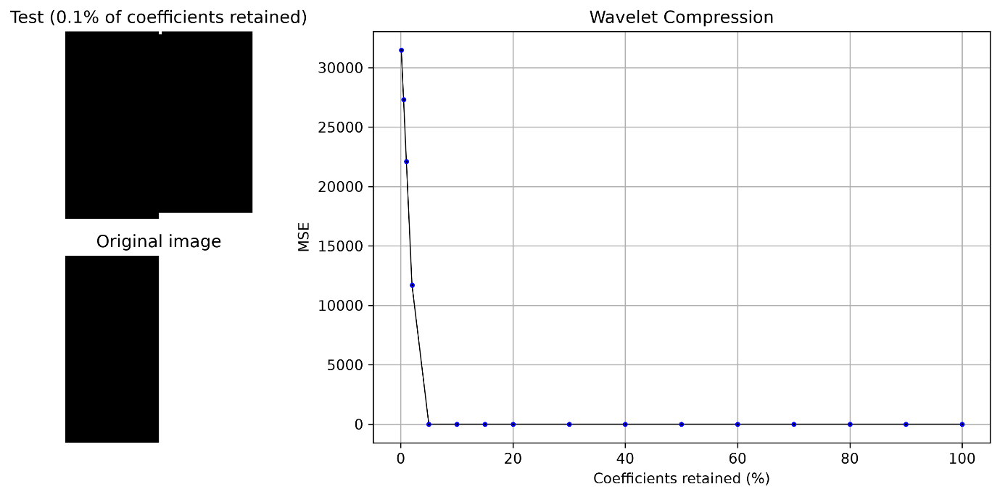 Test (0.1% of coefficients retained)
Original image
Wavelet Compression
MSE
30000
25000
20000
15000
10000
5000
0
0 20 40 60 80 100
Coefficients retained (%)